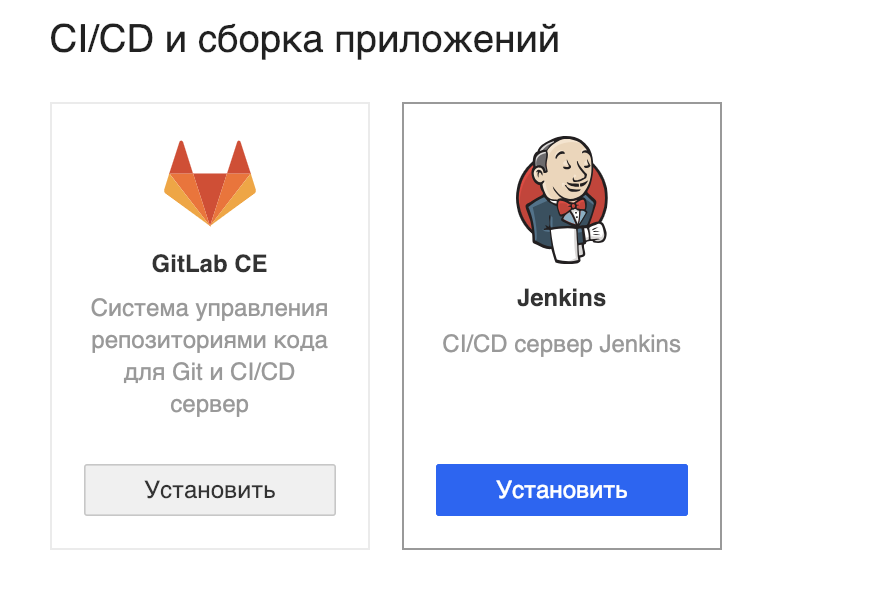 CI/CD и сборка приложений
GitLab CE
Система управления
репозиториями кода
для Git и CI/CD
сервер
Установить
Jenkins
CI/CD сервер Jenkins
Установить